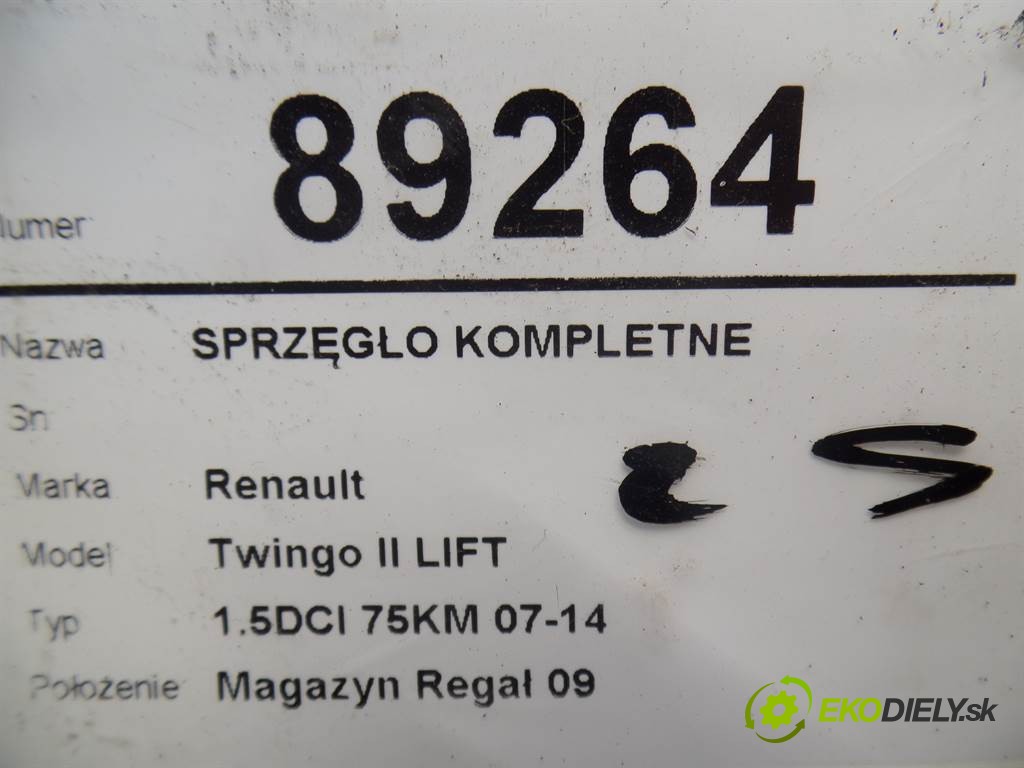 89264
Numer
Nazwa SPRZĘGŁO KOMPLETNE
Sn
Marka Renault
Model Twingo II LIFT
Typ 1.5DCI 75KM 07-14
Położenie Magazyn Regał 09
EKODIELY.sk